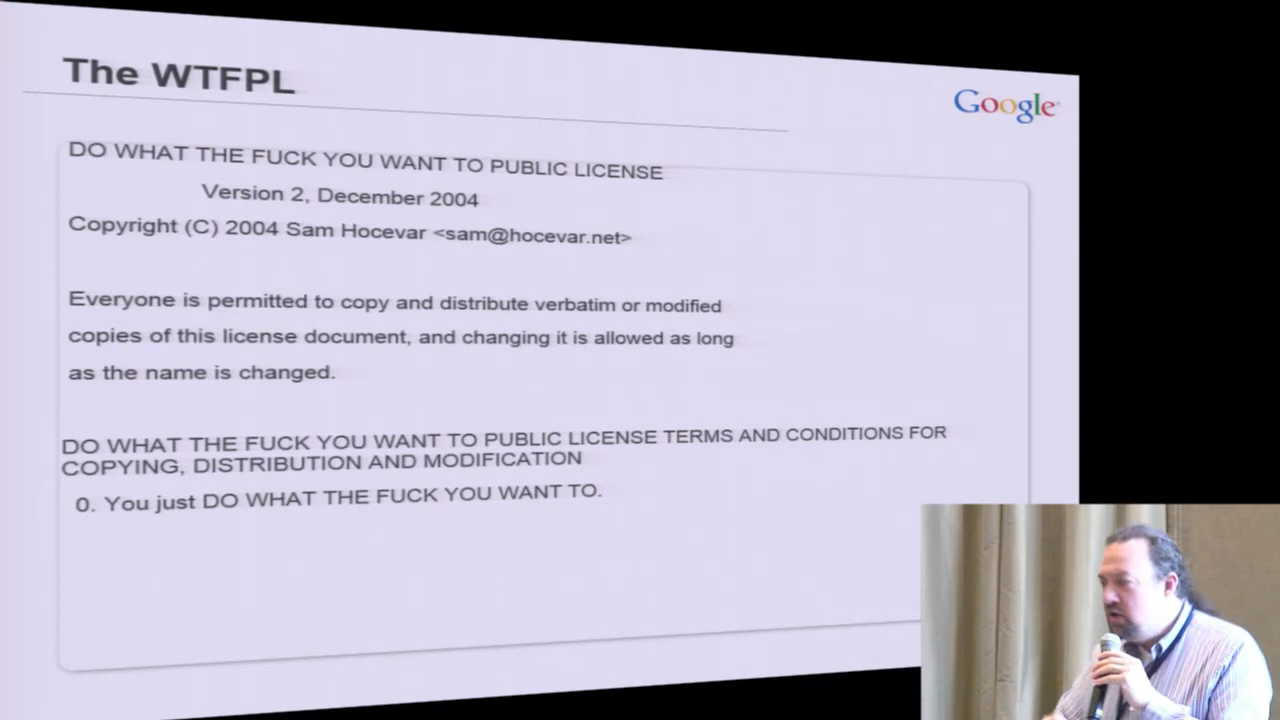 The WTFPL
Google
DO WHAT THE FUCK YOU WANT TO PUBLIC LICENSE
Version 2, December 2004
Copyright (C) 2004 Sam Hocevar <sam@hocevar.net>
Everyone is permitted to copy and distribute verbatim or modified
copies of this license document, and changing it is allowed as long
as the name is changed.
DO WHAT THE FUCK YOU WANT TO PUBLIC LICENSE TERMS AND CONDITIONS FOR
COPYING, DISTRIBUTION AND MODIFICATION
0. You just DO WHAT THE FUCK YOU WANT TO.